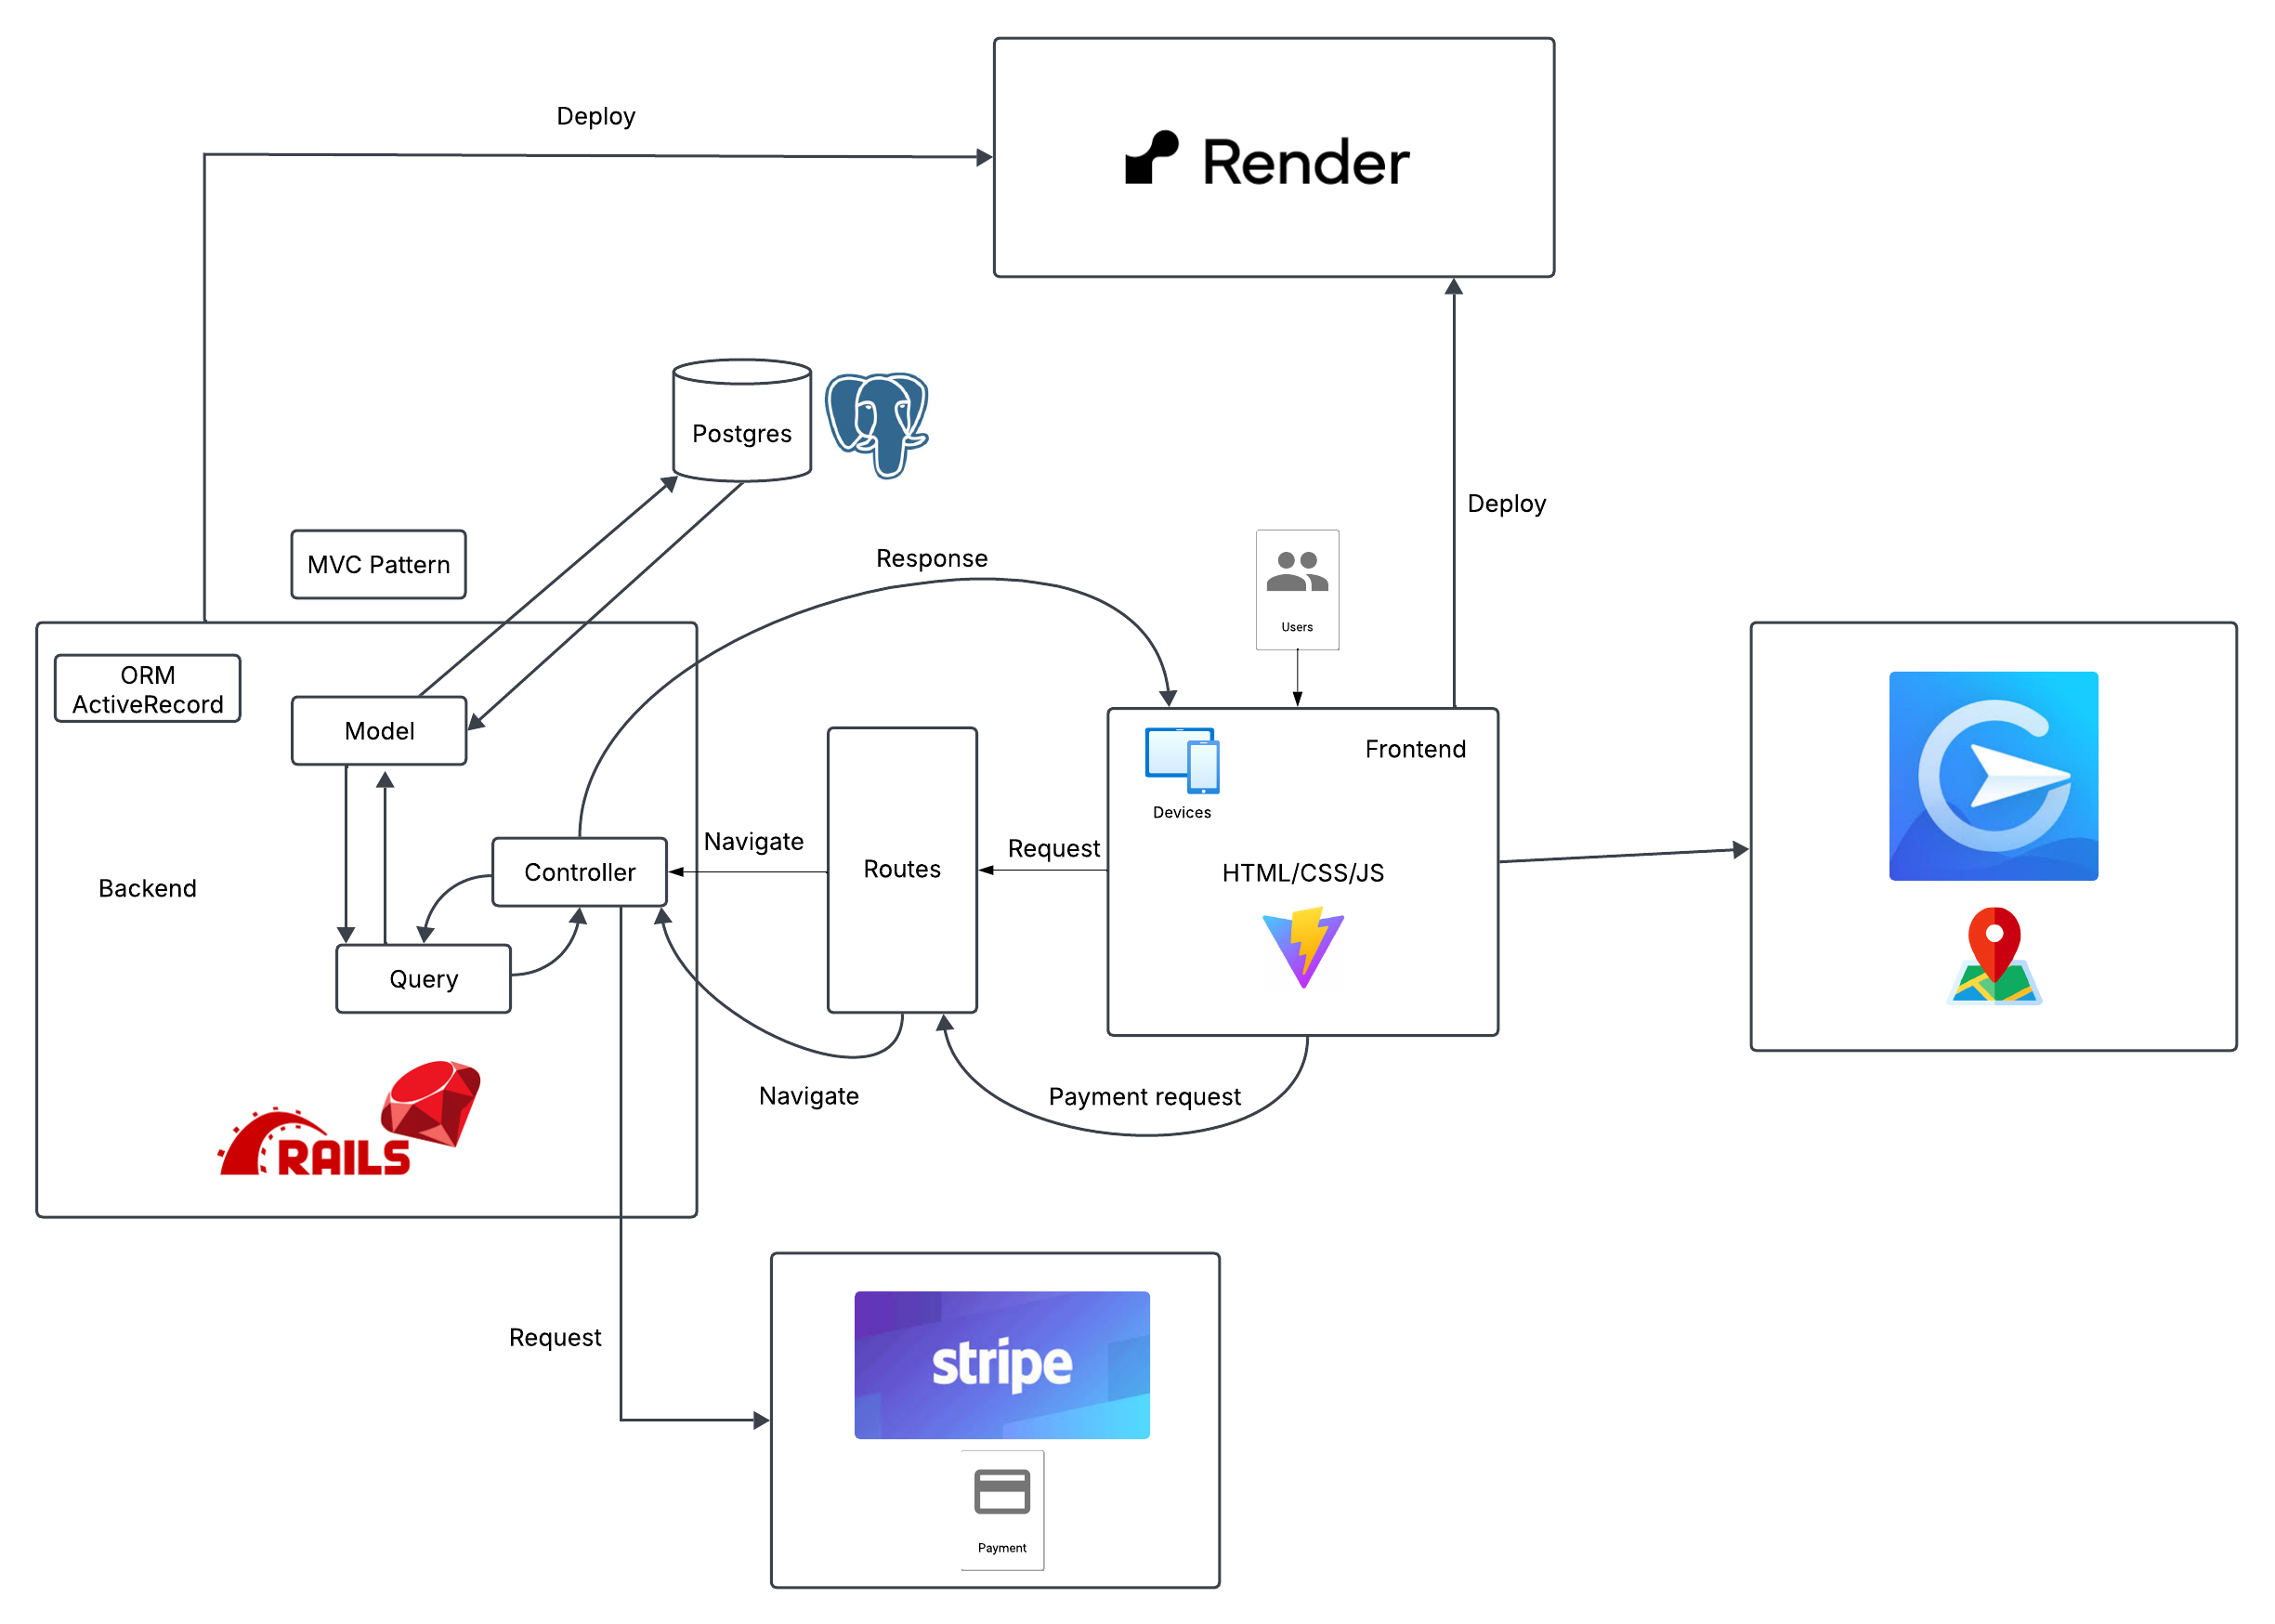 Deploy
Render
Postgres
Deploy
MVC Pattern
Response
Users
ORM
ActiveRecord
Model
Frontend
Devices
Navigate
Request
Controller
Routes
HTML/CSS/JS
Backend
Query
Navigate
Payment request
RAILS
Request
stripe
Payment